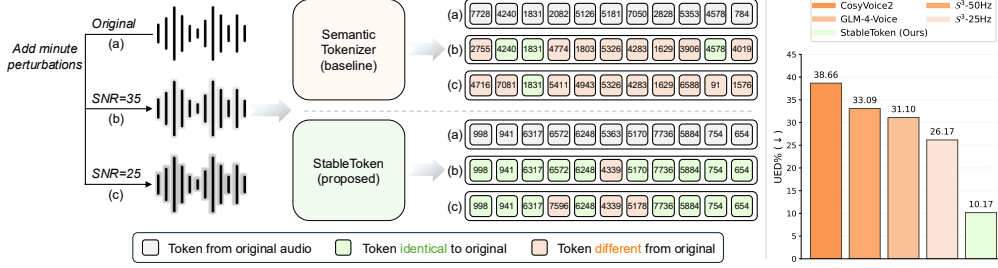 Original
(a)
Add minute
perturbations
SNR=35
(b)
SNR=25
(c)
Semantic
Tokenizer
(baseline)
StableToken
(proposed)
(a) 7728 4240 1831 2082 5126 5181 7050 2828 5353 4578 784
(b) 2755 4240 1831 4774 1803 5326 4283 1629 3906 4578 4019
(c) 4716 7081 1831 5411 4943 5326 4283 1629 6588 91 1576
(a) 998 941 6317 6572 6248 5363 5170 7736 5884 754 654
(b) 998 941 6317 6572 6248 4339 5170 7736 5884 754 654
(c) 998 941 6317 7596 6248 4339 5178 7736 5884 754 654
Token from original audio
Token identical to original
Token different from original
CosyVoice2
S³-50Hz
GLM-4-Voice
S³-25Hz
StableToken (Ours)
UED% (↓)
45
40
35
30
25
20
15
10
5
0
38.66
33.09
31.10
26.17
10.17